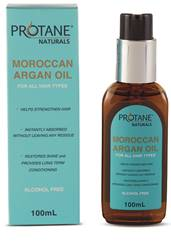 PROTANE
NATURALS
MOROCCAN
ARGAN OIL
FOR ALL HAIR TYPES
• HELPS STRENGTHEN HAIR
• INSTANTLY ABSORBED
WITHOUT LEAVING ANY RESIDUE
• RESTORES SHINE AND
PROVIDES LONG TERM
CONDITIONING
ALCOHOL FREE
100mL
PROTANE
NATURALS
MOROCCAN
ARGAN OIL
FOR ALL HAIR TYPES
ALCOHOL FREE
100mL